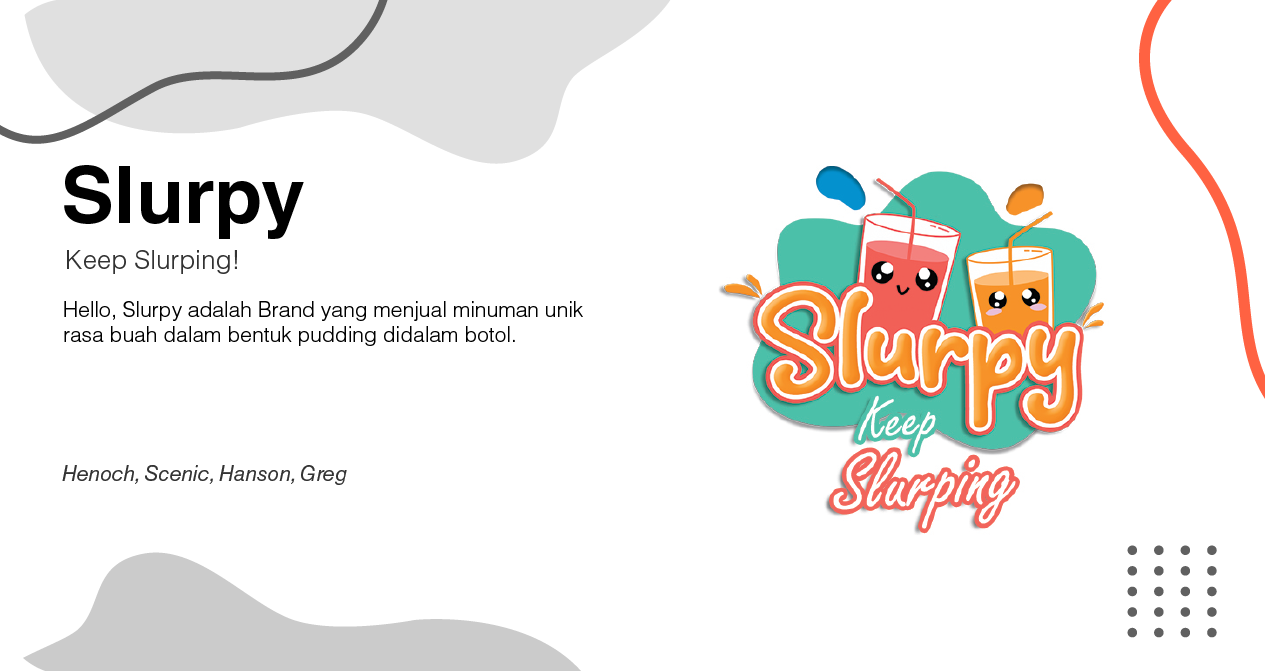 Slurpy
Keep Slurping!
Hello, Slurpy adalah Brand yang menjual minuman unik
rasa buah dalam bentuk pudding didalam botol.
Henoch, Scenic, Hanson, Greg
Slurpy
Keep
Slurping